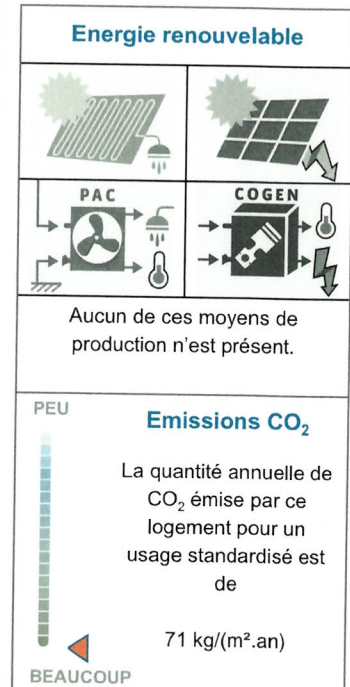 Energie renouvelable
PAC
COGEN
Aucun de ces moyens de
production n'est présent.
PEU
Emissions CO₂
La quantité annuelle de
CO₂ émise par ce
logement pour un
usage standardisé est
de
71 kg/(m².an)
BEAUCOUP